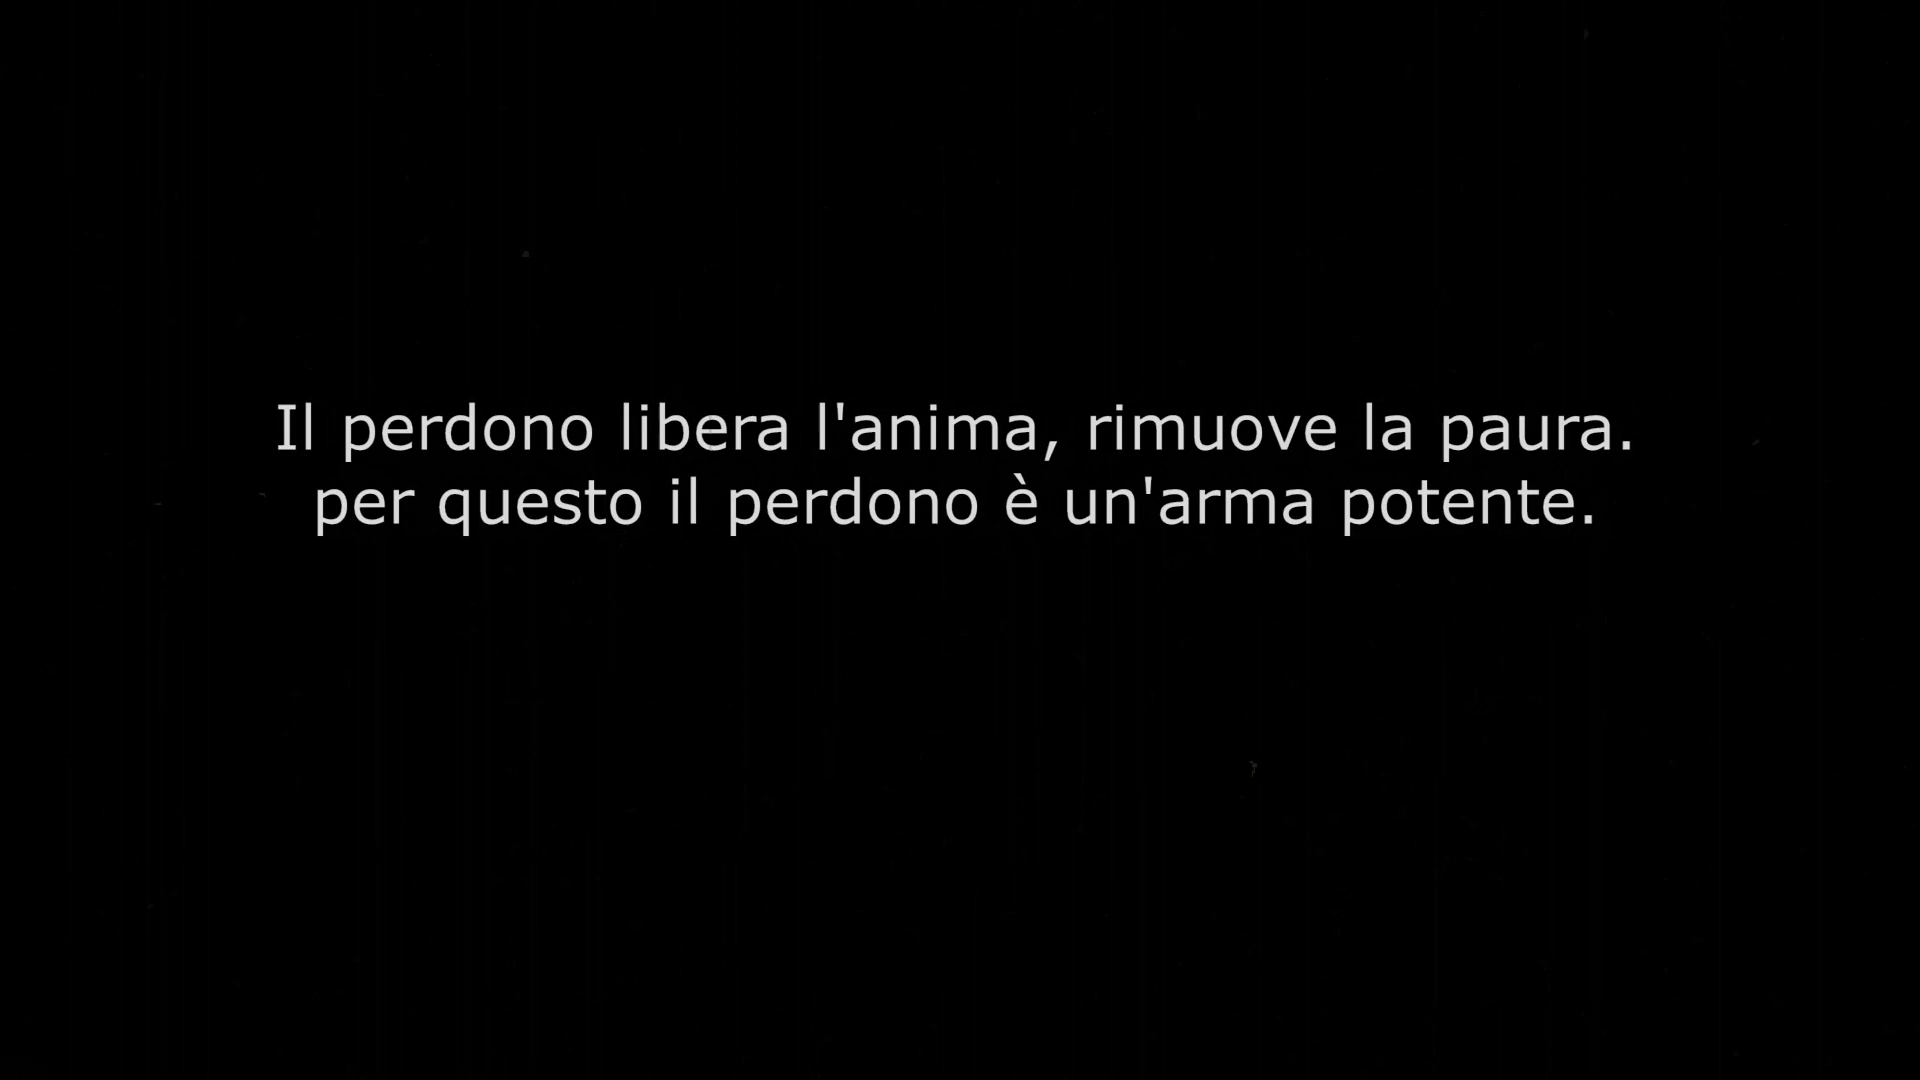 Il perdono libera l'anima, rimuove la paura.
per questo il perdono è un'arma potente.